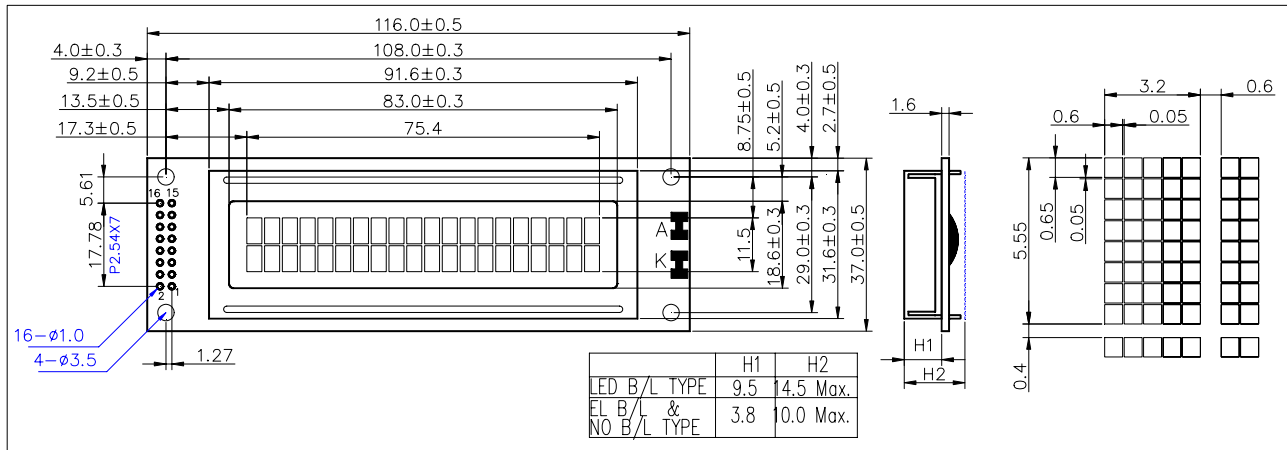 116.0±0.5
4.0±0.3
108.0±0.3
9.2±0.5
91.6±0.3
13.5±0.5
83.0±0.3
17.3±0.5
75.4
8.75±0.5
5.2±0.5
4.0±0.3
2.7±0.5
5.61
16 15
17.78
P2.54X7
2 1
16-ø1.0
4-ø3.5
1.27
A
K
11.5
18.6±0.3
29.0±0.3
31.6±0.3
37.0±0.5
1.6
H1
H2
3.2
0.6
0.6
0.05
5.55
0.65
0.05
0.4
H1 H2
LED B/L TYPE 9.5 14.5 Max.
EL B/L &
NO B/L TYPE 3.8 10.0 Max.